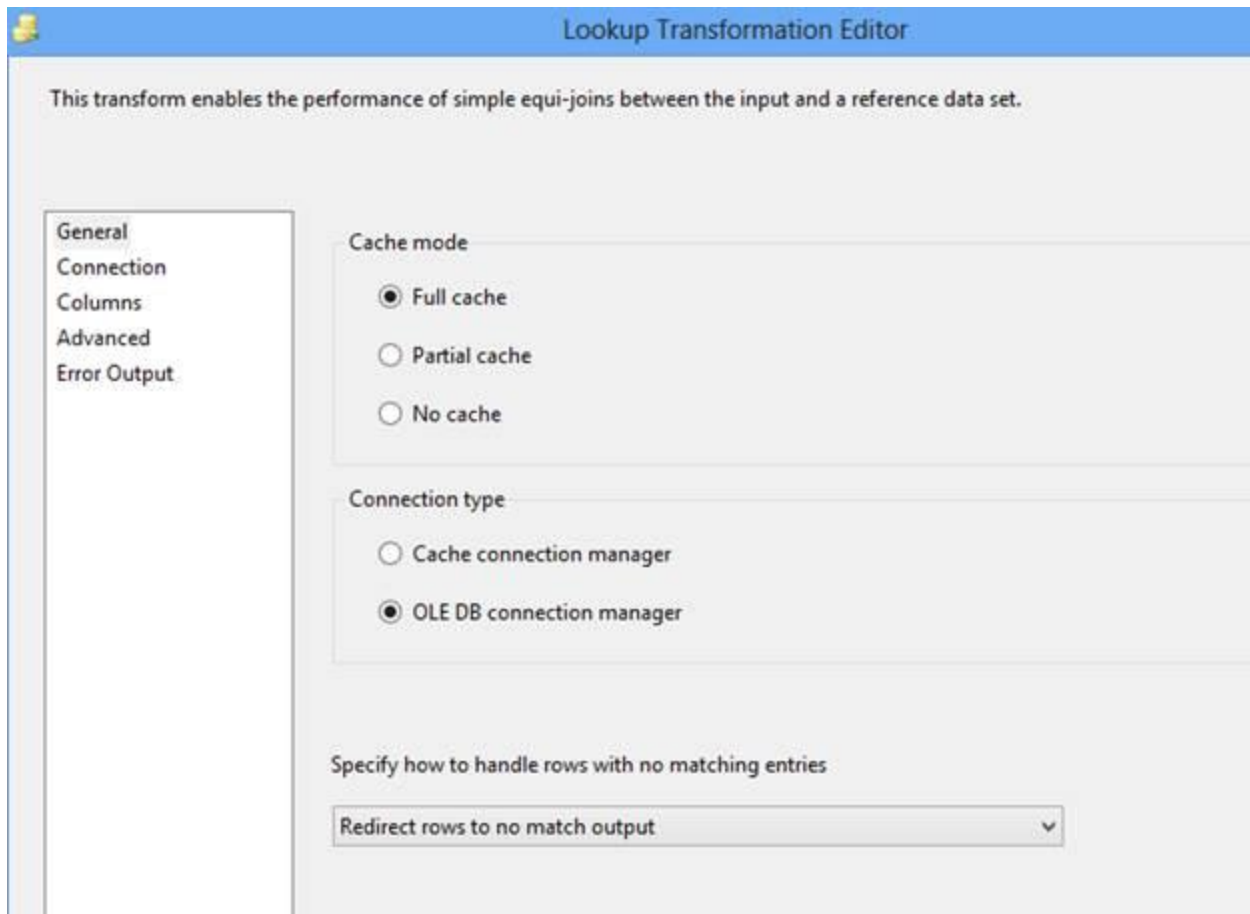 Lookup Transformation Editor
This transform enables the performance of simple equi-joins between the input and a reference data set.
General
Connection
Columns
Advanced
Error Output
Cache mode
Full cache
Partial cache
No cache
Connection type
Cache connection manager
OLE DB connection manager
Specify how to handle rows with no matching entries
Redirect rows to no match output